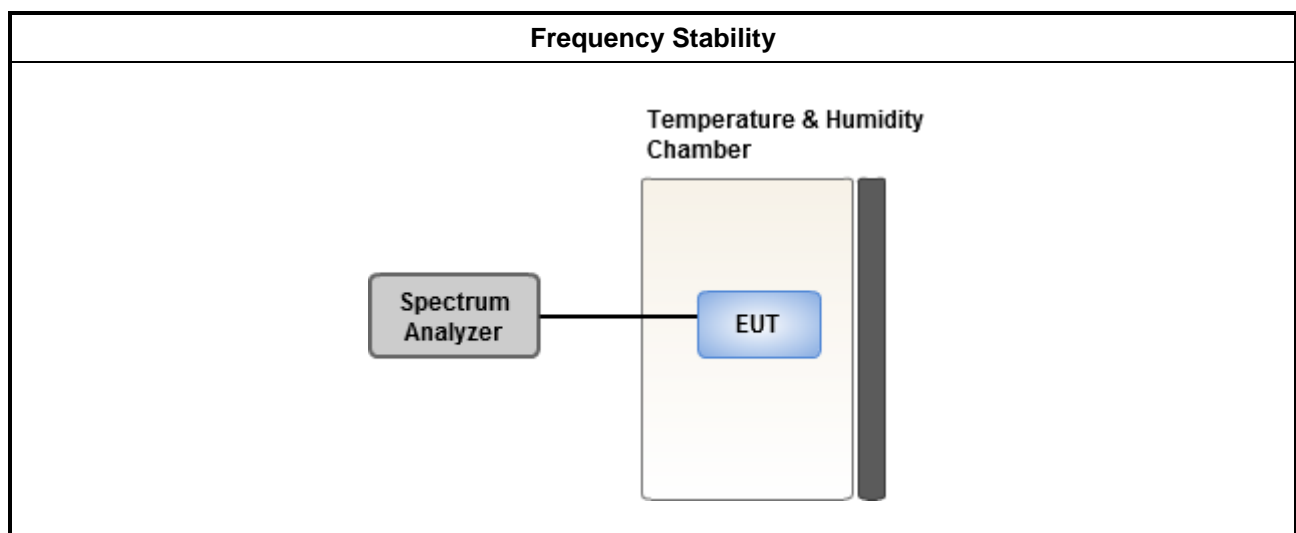 Frequency Stability
Temperature & Humidity
Chamber
Spectrum
Analyzer
EUT